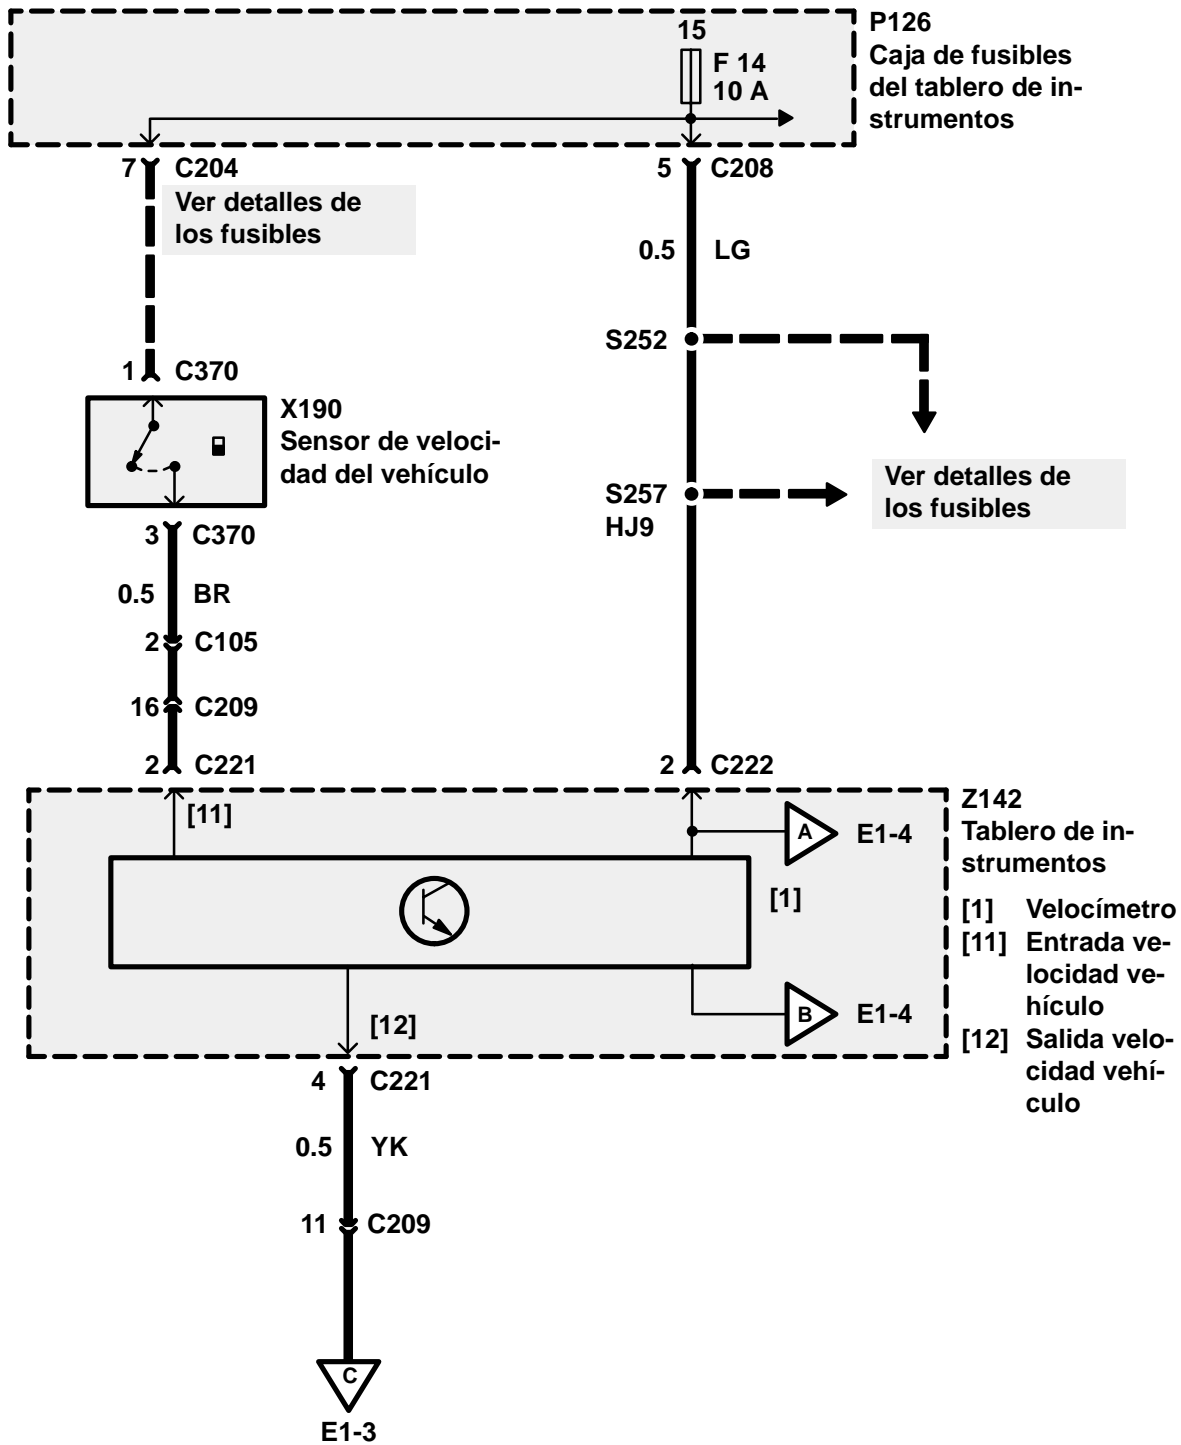 15
F 14
10 A
P126
Caja de fusibles
del tablero de in-
strumentos
7
C204
5
C208
Ver detalles de
los fusibles
0.5
LG
S252
1
C370
X190
Sensor de veloci-
dad del vehículo
Ver detalles de
los fusibles
S257
HJ9
3
C370
0.5
BR
2
C105
16
C209
2
C221
2
C222
[11]
A
E1-4
[1]
B
E1-4
[12]
Z142
Tablero de in-
strumentos
[1] Velocímetro
[11] Entrada ve-
locidad ve-
hículo
[12] Salida velo-
cidad vehí-
culo
4
C221
0.5
YK
11
C209
C
E1-3